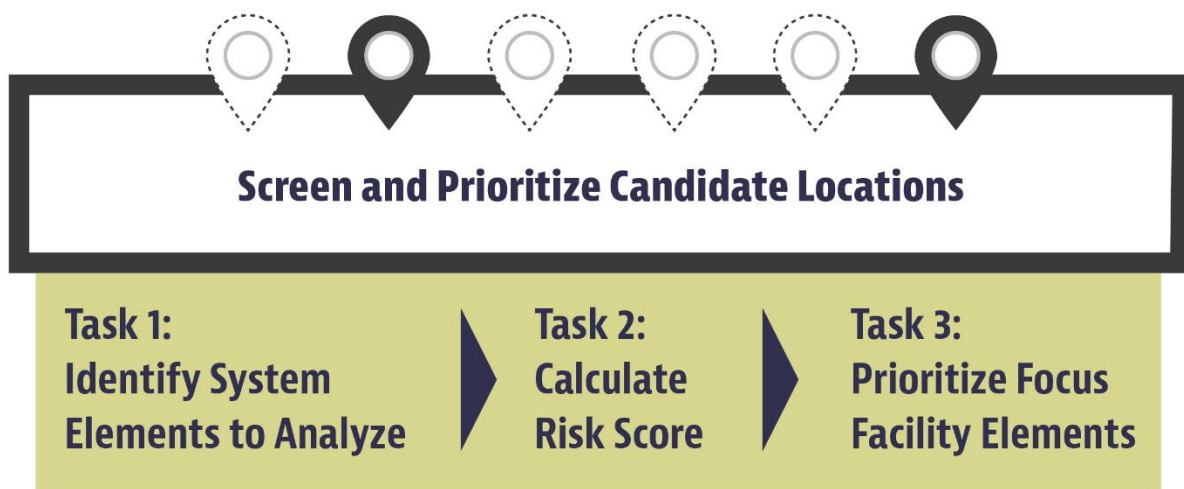 Screen and Prioritize Candidate Locations
Task 1:
Identify System
Elements to Analyze
Task 2:
Calculate
Risk Score
Task 3:
Prioritize Focus
Facility Elements